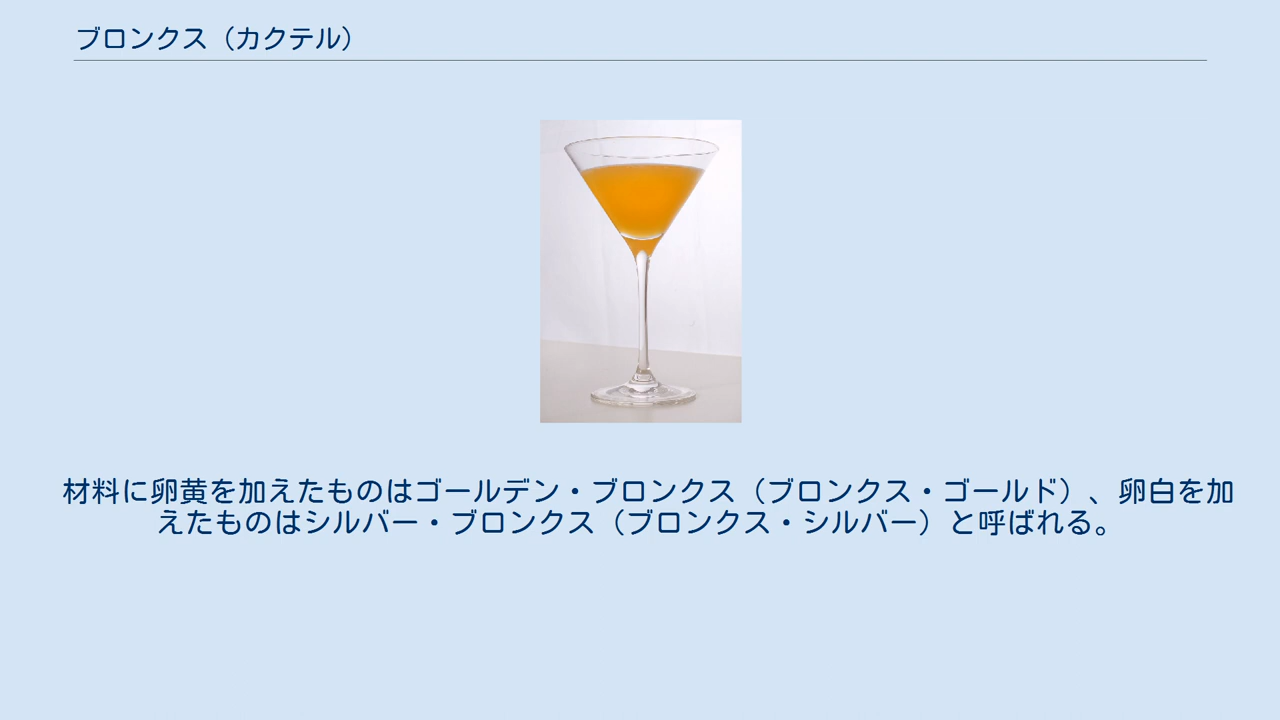 ブロンクス（カクテル）
材料に卵黄を加えたものはゴールデン・ブロンクス（ブロンクス・ゴールド）、卵白を加
えたものはシルバー・ブロンクス（ブロンクス・シルバー）と呼ばれる。